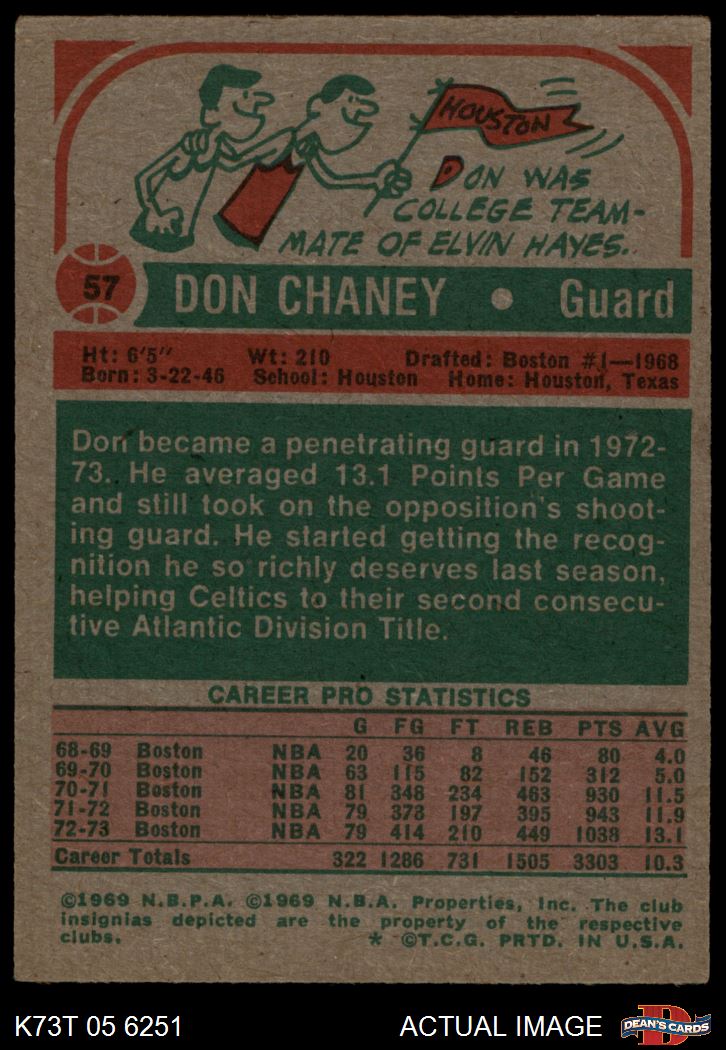 HOUSTON
DON WAS
COLLEGE TEAM-
MATE OF ELVIN HAYES.
57 DON CHANEY • Guard
Ht: 6'5" Wt: 210 Drafted: Boston #1—1968
Born: 3-22-46 School: Houston Home: Houston, Texas
Don became a penetrating guard in 1972-
73. He averaged 13.1 Points Per Game
and still took on the opposition's shoot-
ing guard. He started getting the recog-
nition he so richly deserves last season,
helping Celtics to their second consecu-
tive Atlantic Division Title.
CAREER PRO STATISTICS
G FG FT REB PTS AVG
68-69 Boston NBA 20 36 8 46 80 4.0
69-70 Boston NBA 63 115 82 152 312 5.0
70-71 Boston NBA 81 348 234 463 930 11.5
71-72 Boston NBA 79 373 197 395 943 11.9
72-73 Boston NBA 79 414 210 449 1038 13.1
Career Totals 322 1286 731 1505 3303 10.3
©1969 N.B.P.A. ©1969 N.B.A. Properties, Inc. The club
insignias depicted are the property of the respective
clubs. * ©T.C.G. PRTD. IN U.S.A.
K73T 05 6251 ACTUAL IMAGE
D
DEAN'S CARDS